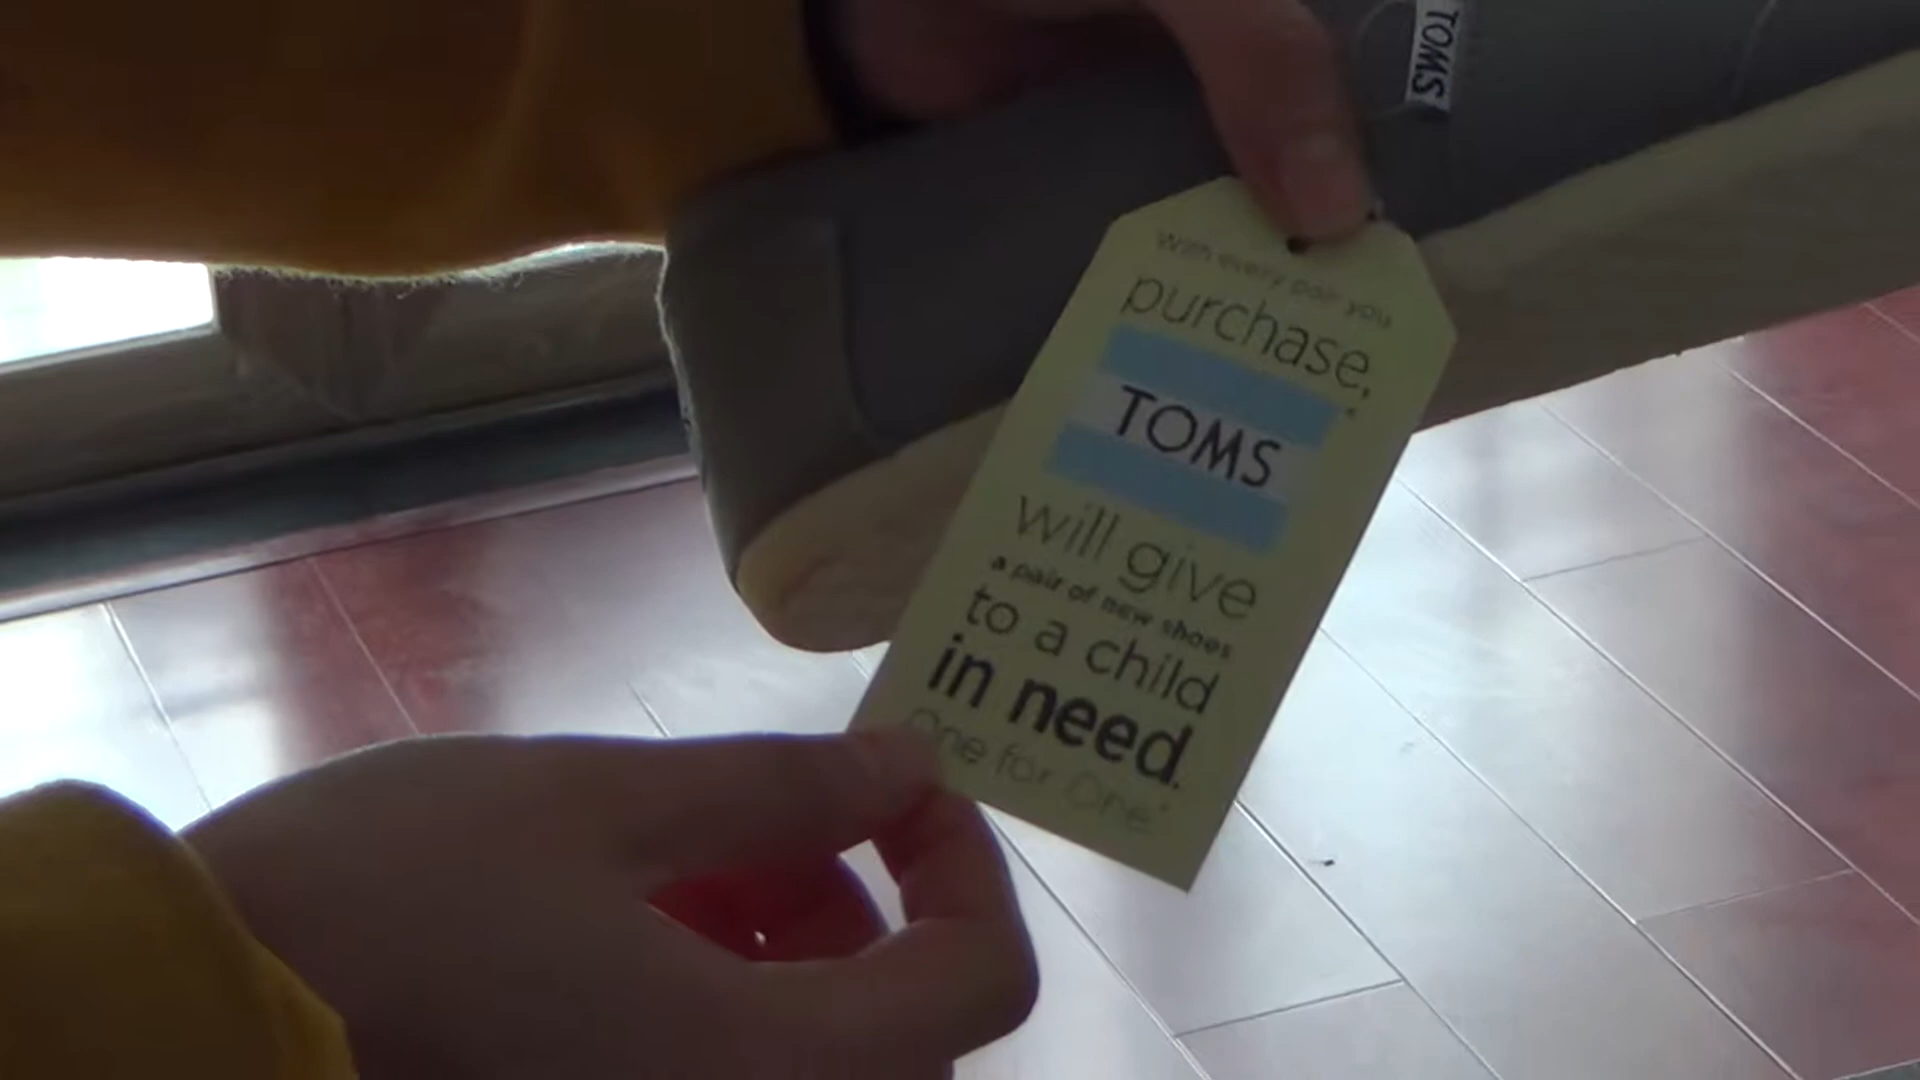 TOMS
With every pair you
purchase,
TOMS
will give
a pair of new shoes
to a child
in need.
One for One